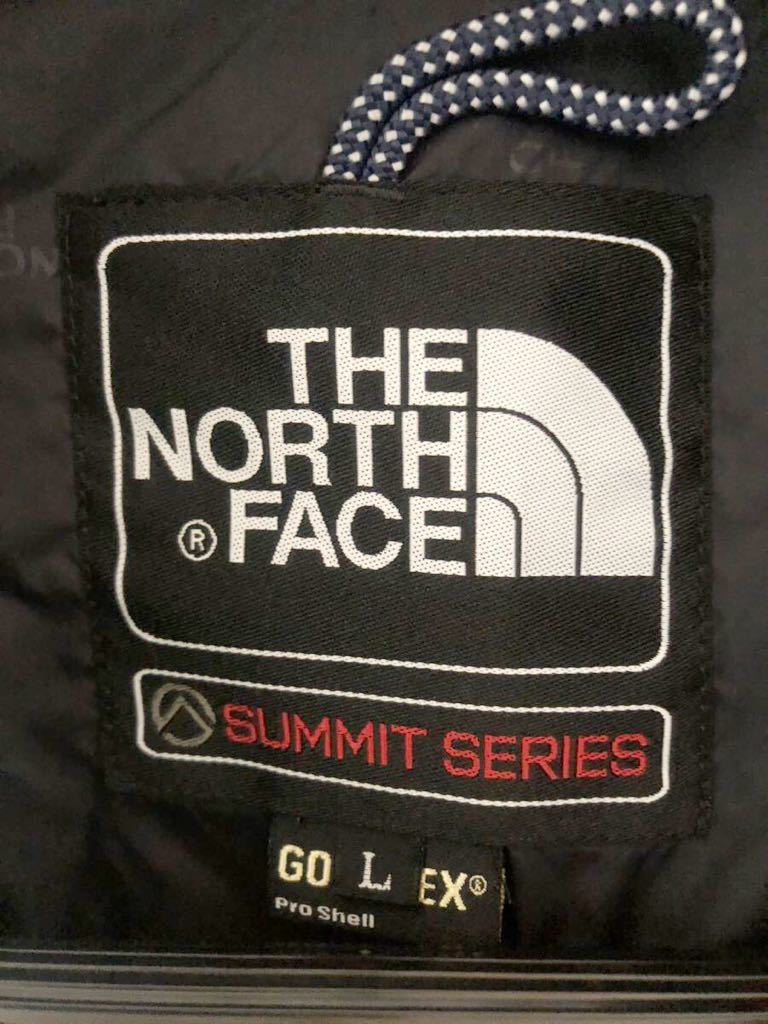 THE
NORTH
® FACE
SUMMIT SERIES
GO L EX®
Pro Shell